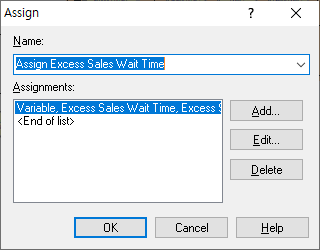 Assign
Name:
Assign Excess Sales Wait Time
Assignments:
Variable, Excess Sales Wait Time, Excess S
<End of list>
Add...
Edit...
Delete
OK
Cancel
Help